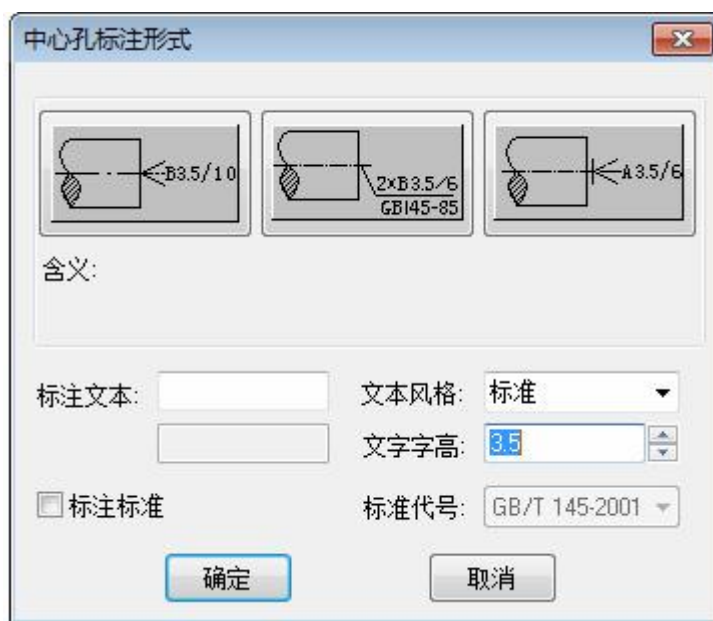 中心孔标注形式
B3.5/10
2×B3.5/6
GB145-85
A3.5/6
含义:
标注文本:
文本风格: 标准
文字字高: 3.5
标注标准
标准代号: GB/T 145-2001
确定 取消